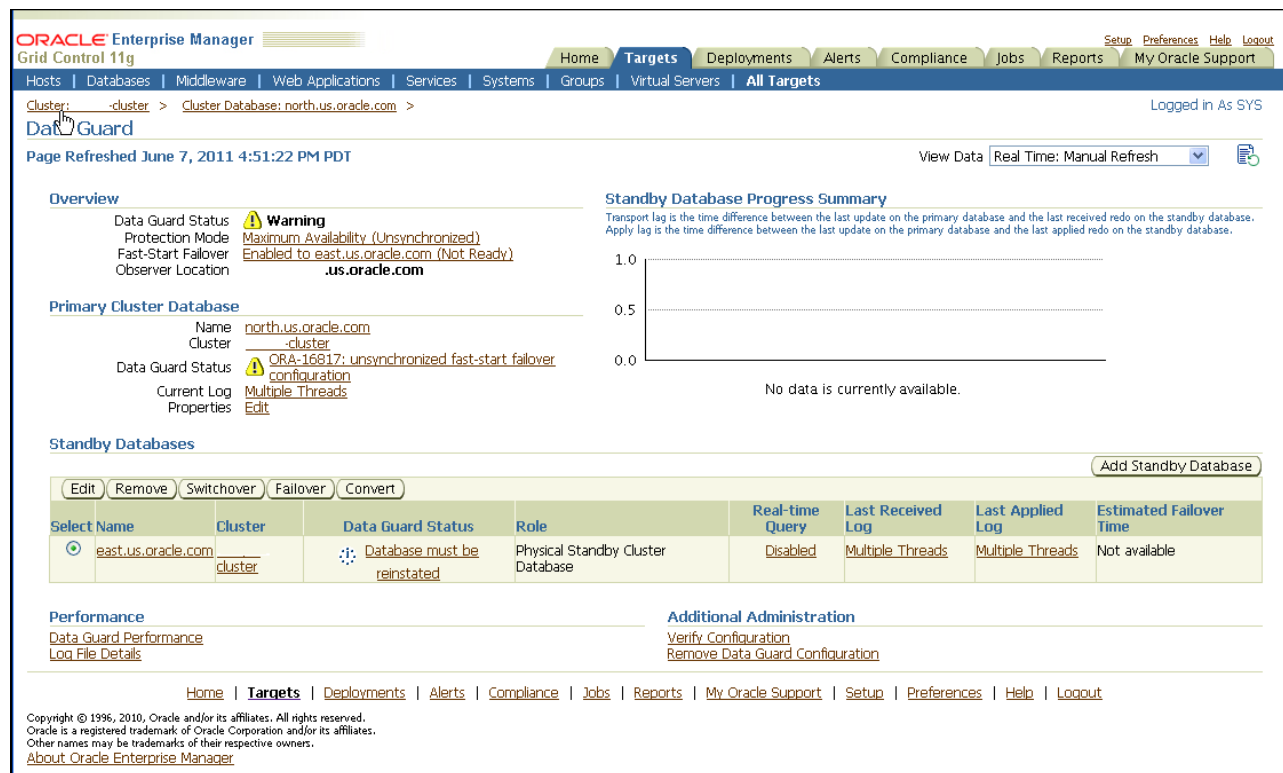 ORACLE Enterprise Manager
Grid Control 11g
Setup Preferences Help Logout
Home Targets Deployments Alerts Compliance Jobs Reports My Oracle Support
Hosts | Databases | Middleware | Web Applications | Services | Systems | Groups | Virtual Servers | All Targets
Cluster: -cluster > Cluster Database: north.us.oracle.com >
Logged in As SYS
Data Guard
Page Refreshed June 7, 2011 4:51:22 PM PDT
View Data Real Time: Manual Refresh
Overview
Data Guard Status Warning
Protection Mode Maximum Availability (Unsynchronized)
Fast-Start Failover Enabled to east.us.oracle.com (Not Ready)
Observer Location .us.oracle.com
Standby Database Progress Summary
Transport lag is the time difference between the last update on the primary database and the last received redo on the standby database.
Apply lag is the time difference between the last update on the primary database and the last applied redo on the standby database.
1.0
0.5
0.0
No data is currently available.
Primary Cluster Database
Name north.us.oracle.com
Cluster -cluster
Data Guard Status ORA-16817: unsynchronized fast-start failover
configuration
Current Log Multiple Threads
Properties Edit
Standby Databases
Add Standby Database
Edit Remove Switchover Failover Convert
Select Name Cluster Data Guard Status Role Real-time Query Last Received Log Last Applied Log Estimated Failover Time
east.us.oracle.com cluster Database must be reinstated Physical Standby Cluster Database Disabled Multiple Threads Multiple Threads Not available
Performance
Data Guard Performance
Log File Details
Additional Administration
Verify Configuration
Remove Data Guard Configuration
Home | Targets | Deployments | Alerts | Compliance | Jobs | Reports | My Oracle Support | Setup | Preferences | Help | Logout
Copyright © 1996, 2010, Oracle and/or its affiliates. All rights reserved.
Oracle is a registered trademark of Oracle Corporation and/or its affiliates.
Other names may be trademarks of their respective owners.
About Oracle Enterprise Manager